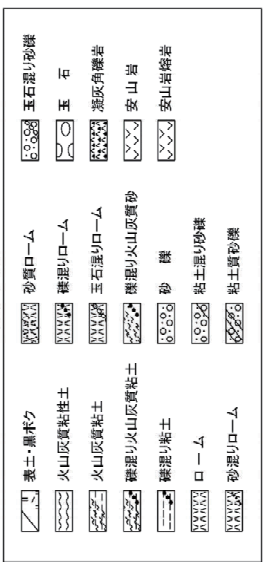 表土・黒ボク
火山灰質粘性土
火山灰質粘土
礫混り火山灰質粘土
礫混り粘土
ローム
砂混りローム
砂質ローム
礫混りローム
玉石混りローム
礫混り火山灰質砂
砂　礫
粘土混り砂礫
粘土質砂礫
玉石混り砂礫
玉　石
凝灰角礫岩
安山岩
安山岩熔岩